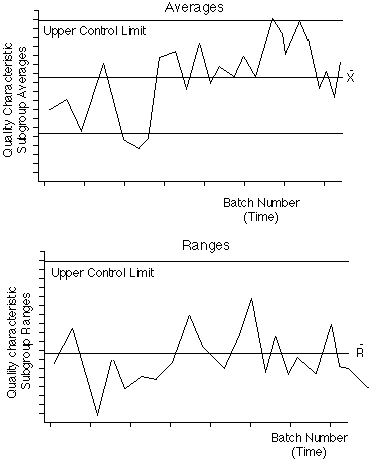 Averages
Upper Control Limit
Quality Characteristic
Subgroup Averages
X̄
Batch Number
(Time)
Ranges
Upper Control Limit
Quality characteristic
Subgroup Ranges
R̄
Batch Number
(Time)